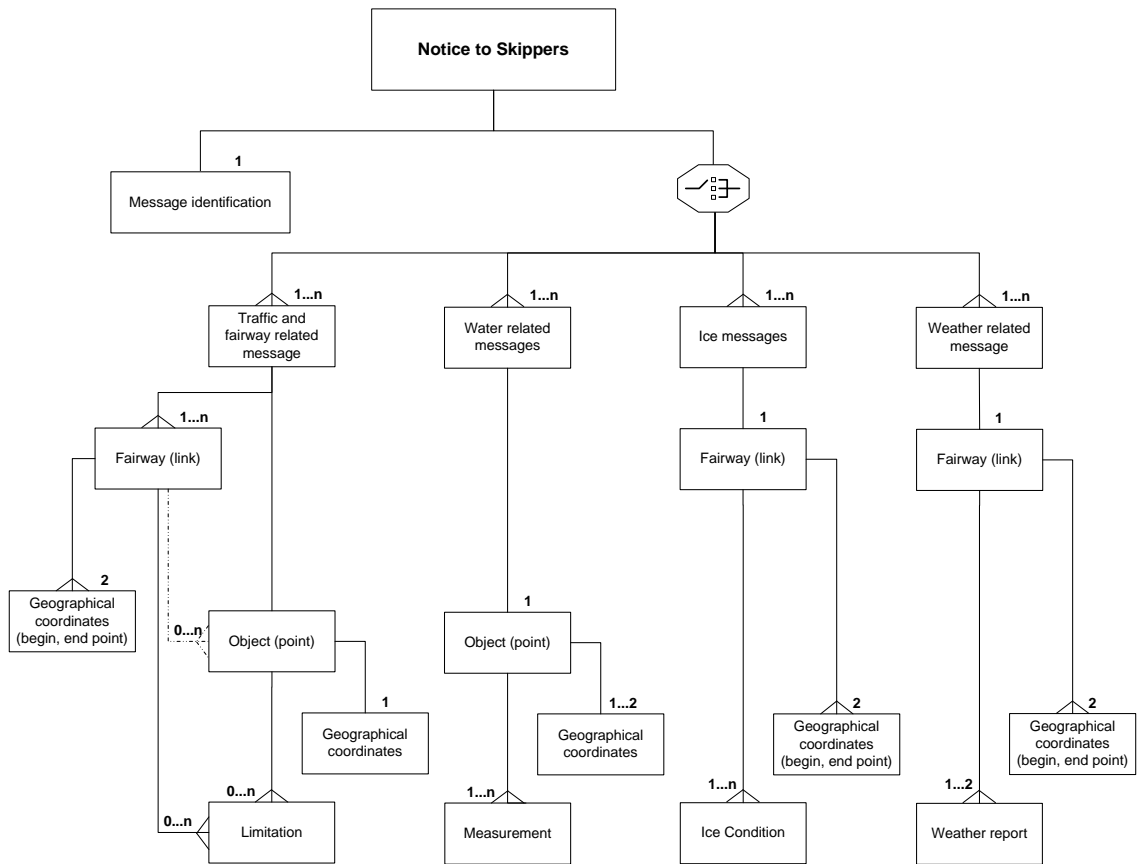 Notice to Skippers
1
Message identification
1...n
1...n
1...n
1...n
Traffic and
fairway related
message
Water related
messages
Ice messages
Weather related
message
1...n
1
1
Fairway (link)
Fairway (link)
Fairway (link)
2
Geographical
coordinates
(begin, end point)
0...n
Object (point)
1
Object (point)
1
Geographical
coordinates
1...2
Geographical
coordinates
2
Geographical
coordinates
(begin, end point)
2
Geographical
coordinates
(begin, end point)
0...n
0...n
Limitation
1...n
Measurement
1...n
Ice Condition
1...2
Weather report